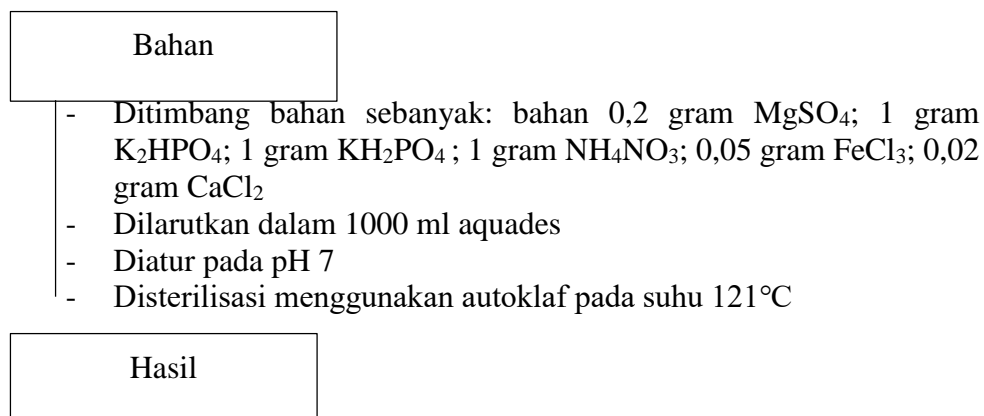 Bahan
- Ditimbang bahan sebanyak: bahan 0,2 gram MgSO₄; 1 gram
K₂HPO₄; 1 gram KH₂PO₄ ; 1 gram NH₄NO₃; 0,05 gram FeCl₃; 0,02
gram CaCl₂
- Dilarutkan dalam 1000 ml aquades
- Diatur pada pH 7
- Disterilisasi menggunakan autoklaf pada suhu 121°C
Hasil